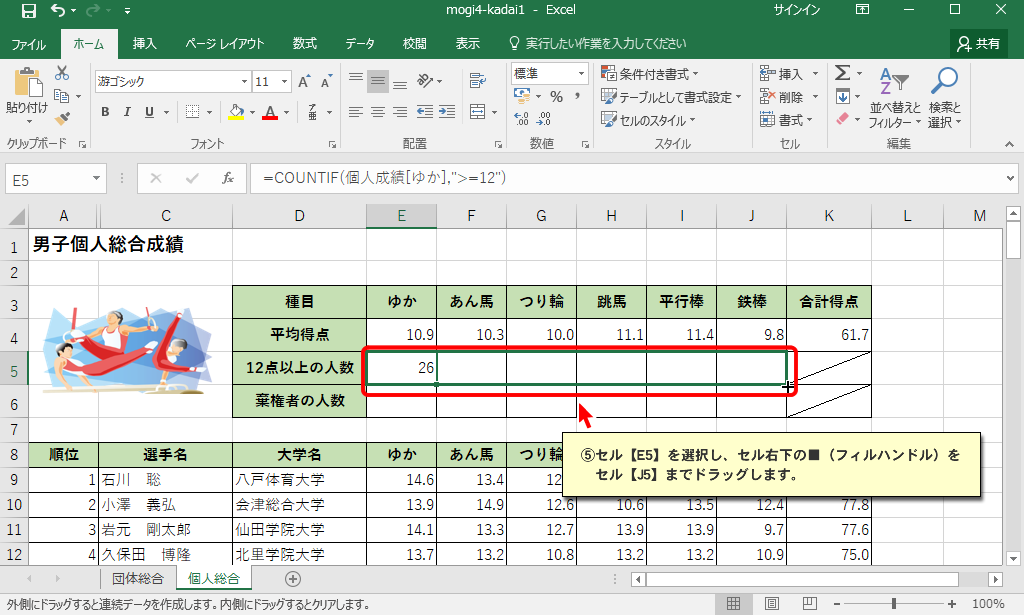 mogi4-kadai1 - Excel サインイン
ファイル ホーム 挿入 ページ レイアウト 数式 データ 校閲 表示 実行したい作業を入力してください 共有
貼り付け 游ゴシック 11 標準 条件付き書式 挿入 Σ
テーブルとして書式設定 削除 並べ替えと 検索と
B I U A % , セルのスタイル 書式 フィルター 選択
クリップボード フォント 配置 数値 スタイル セル 編集
E5 fx =COUNTIF(個人成績[ゆか],">=12")
A C D E F G H I J K L M
1 男子個人総合成績
2
3 種目 ゆか あん馬 つり輪 跳馬 平行棒 鉄棒 合計得点
4 平均得点 10.9 10.3 10.0 11.1 11.4 9.8 61.7
5 12点以上の人数 26
6 棄権者の人数
7
8 順位 選手名 大学名 ゆか あん馬 つり輪
⑤セル【E5】を選択し、セル右下の■（フィルハンドル）を
セル【J5】までドラッグします。
9 1 石川 聡 八戸体育大学 14.6 13.4 12
10 2 小澤 義弘 会津総合大学 13.9 14.9 12.6 10.6 13.5 12.4 77.8
11 3 岩元 剛太郎 仙田学院大学 14.1 13.3 12.7 13.9 13.9 9.7 77.6
12 4 久保田 博隆 北里学院大学 13.7 13.2 10.8 13.2 13.2 10.9 75.0
団体総合 個人総合
外側にドラッグすると連続データを作成します。内側にドラッグするとクリアします。 100%